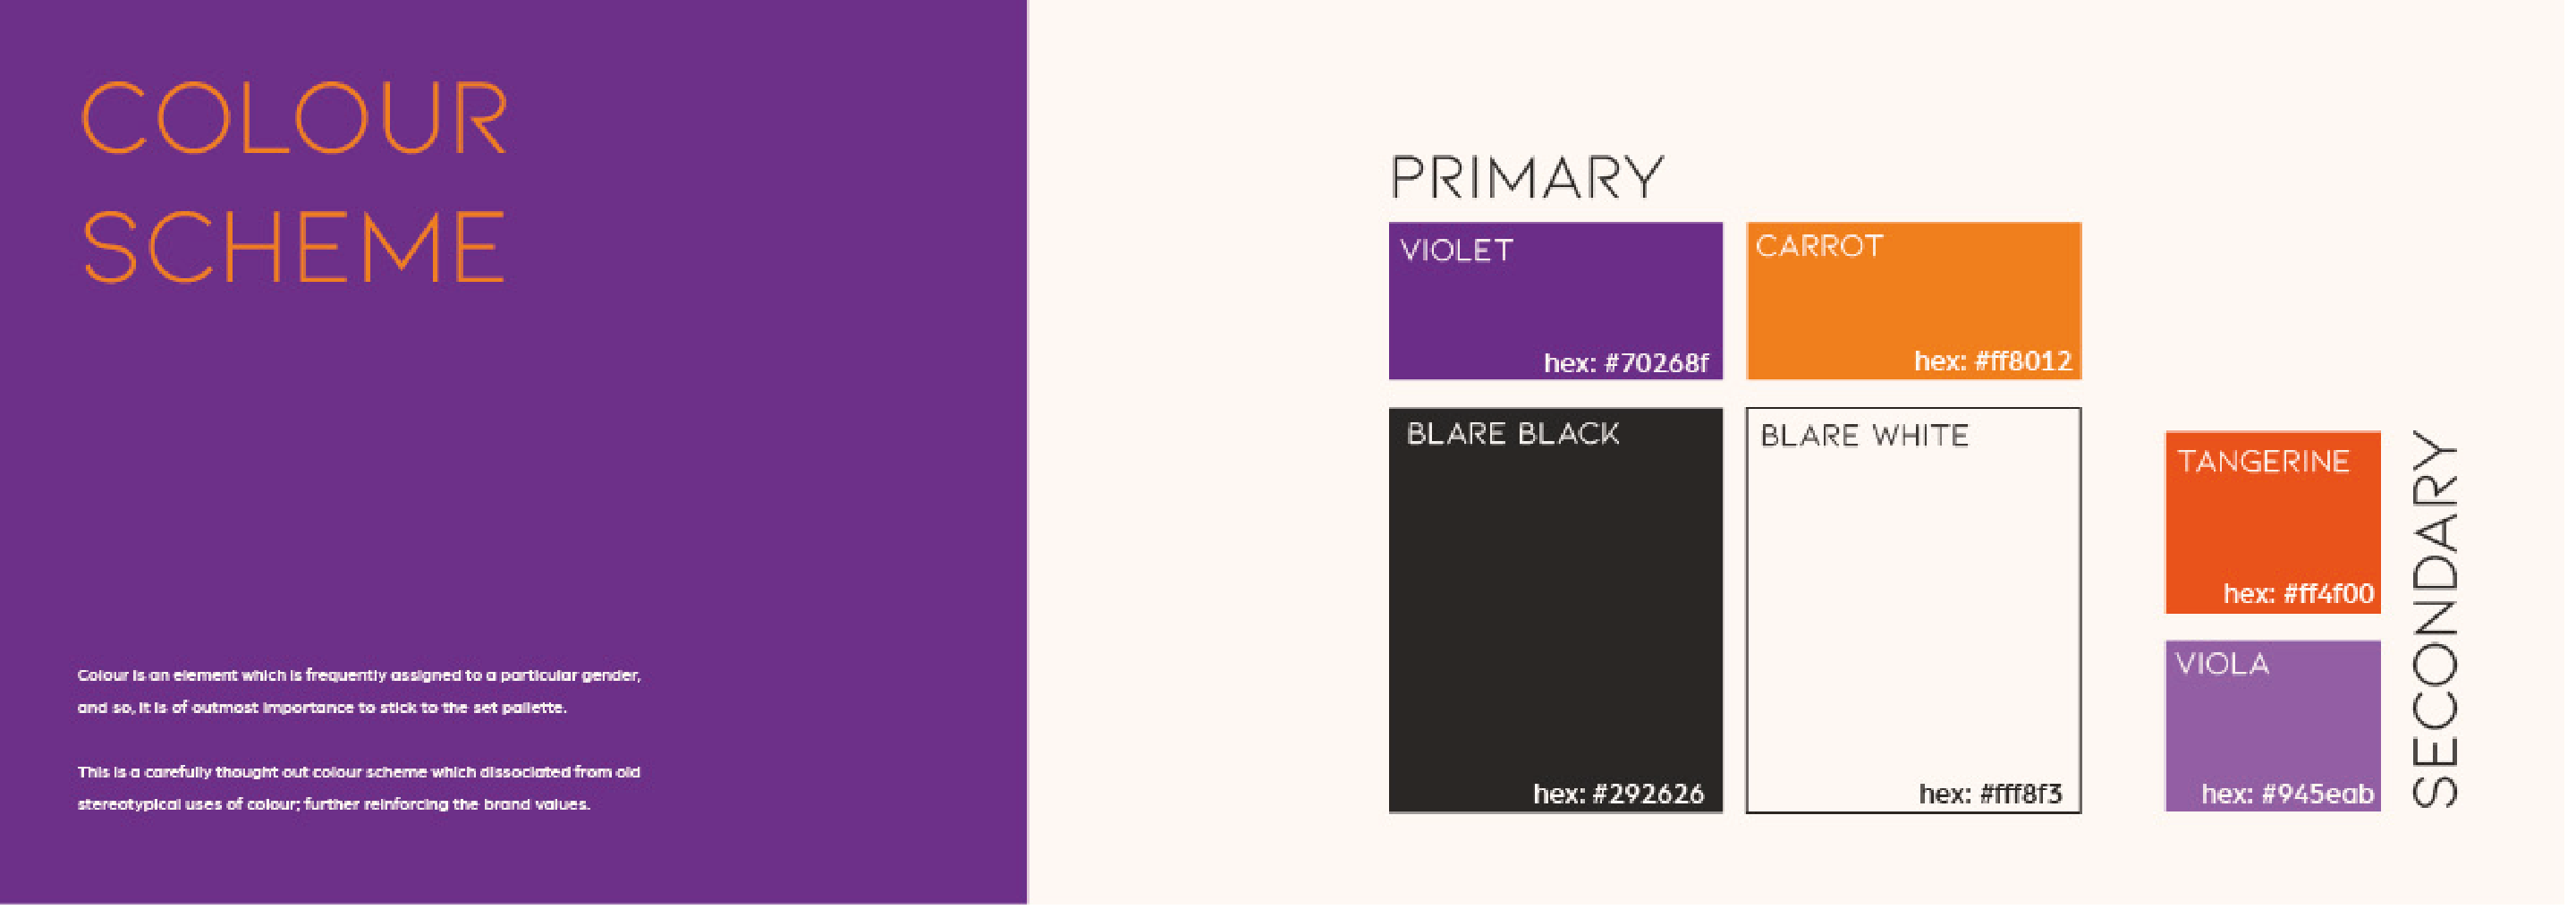 COLOUR
SCHEME
Colour is an element which is frequently assigned to a particular gender,
and so, it is of outmost importance to stick to the set pallette.
This is a carefully thought out colour scheme which dissociated from old
stereotypical uses of colour; further reinforcing the brand values.
PRIMARY
VIOLET
hex: #70268f
CARROT
hex: #ff8012
BLARE BLACK
hex: #292626
BLARE WHITE
hex: #fff8f3
TANGERINE
hex: #ff4f00
VIOLA
hex: #945eab
SECONDARY